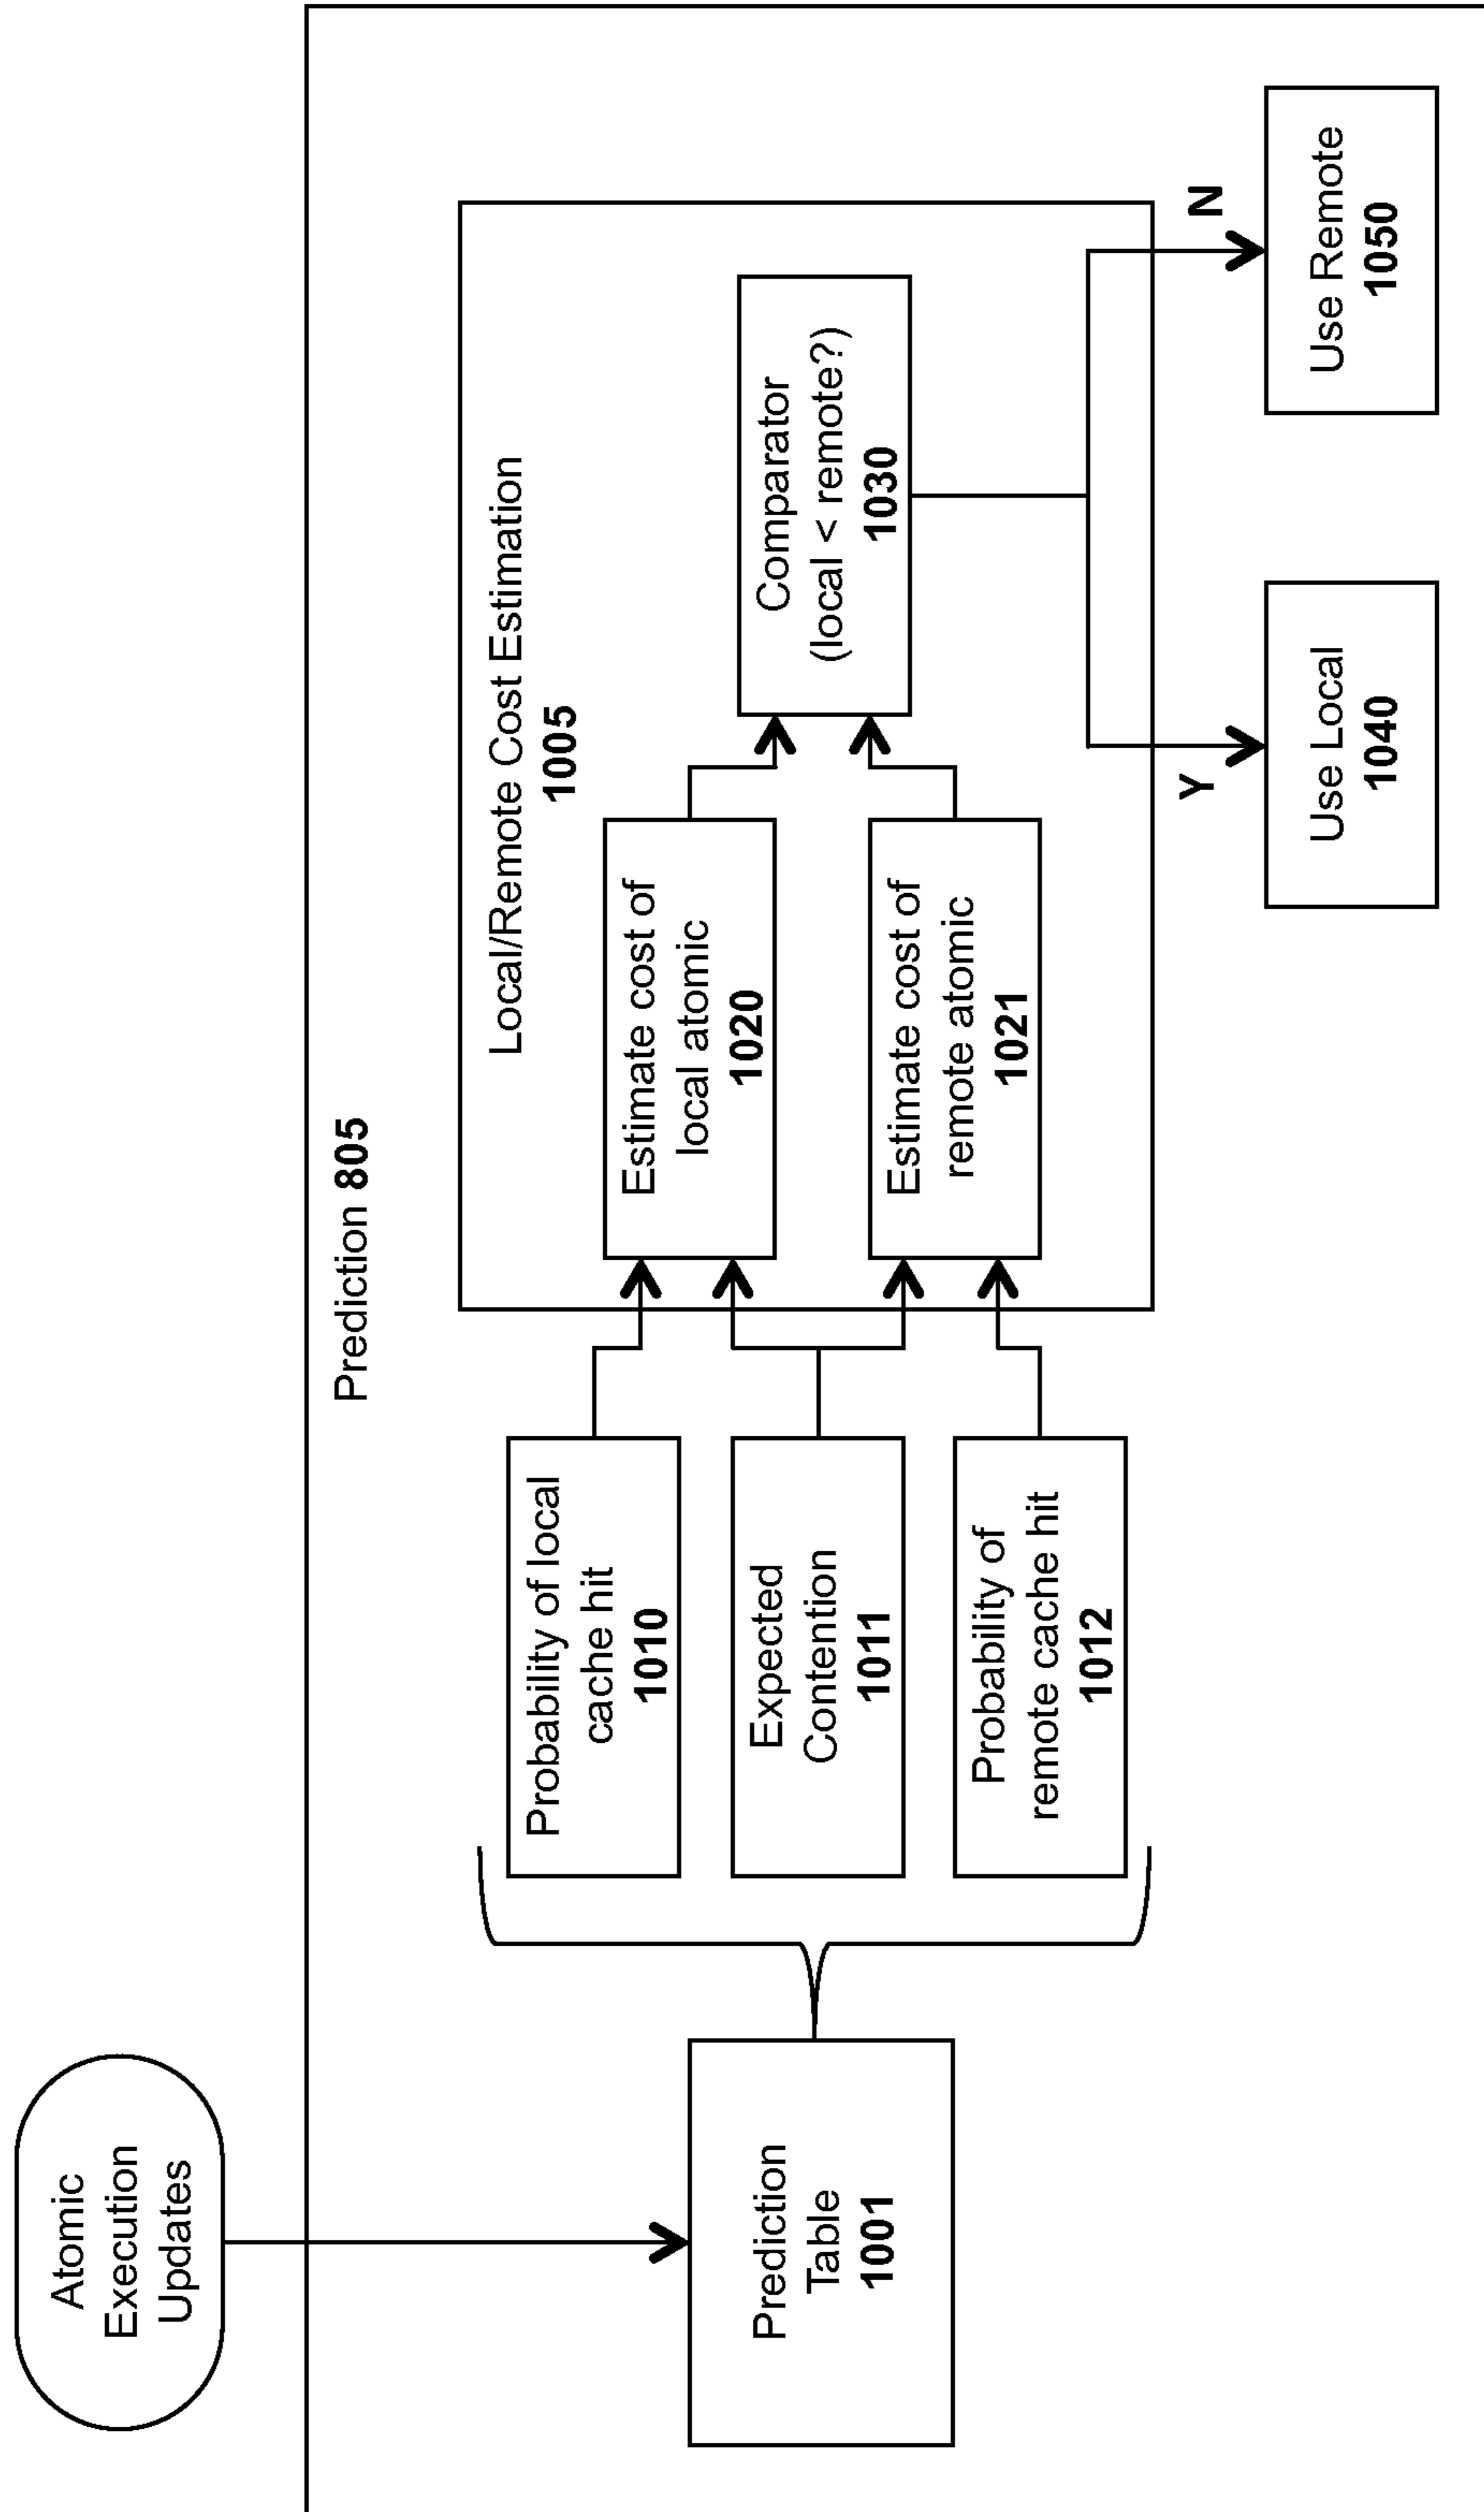 Atomic
Execution
Updates
Prediction 805
Prediction
Table
1001
Probability of local
cache hit
1010
Expected
Contention
1011
Probability of
remote cache hit
1012
Local/Remote Cost Estimation
1005
Estimate cost of
local atomic
1020
Estimate cost of
remote atomic
1021
Comparator
(local < remote?)
1030
Y
N
Use Local
1040
Use Remote
1050